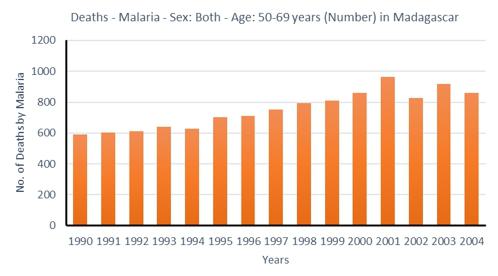 Deaths - Malaria - Sex: Both - Age: 50-69 years (Number) in Madagascar
No. of Deaths by Malaria
1200
1000
800
600
400
200
0
1990 1991 1992 1993 1994 1995 1996 1997 1998 1999 2000 2001 2002 2003 2004
Years